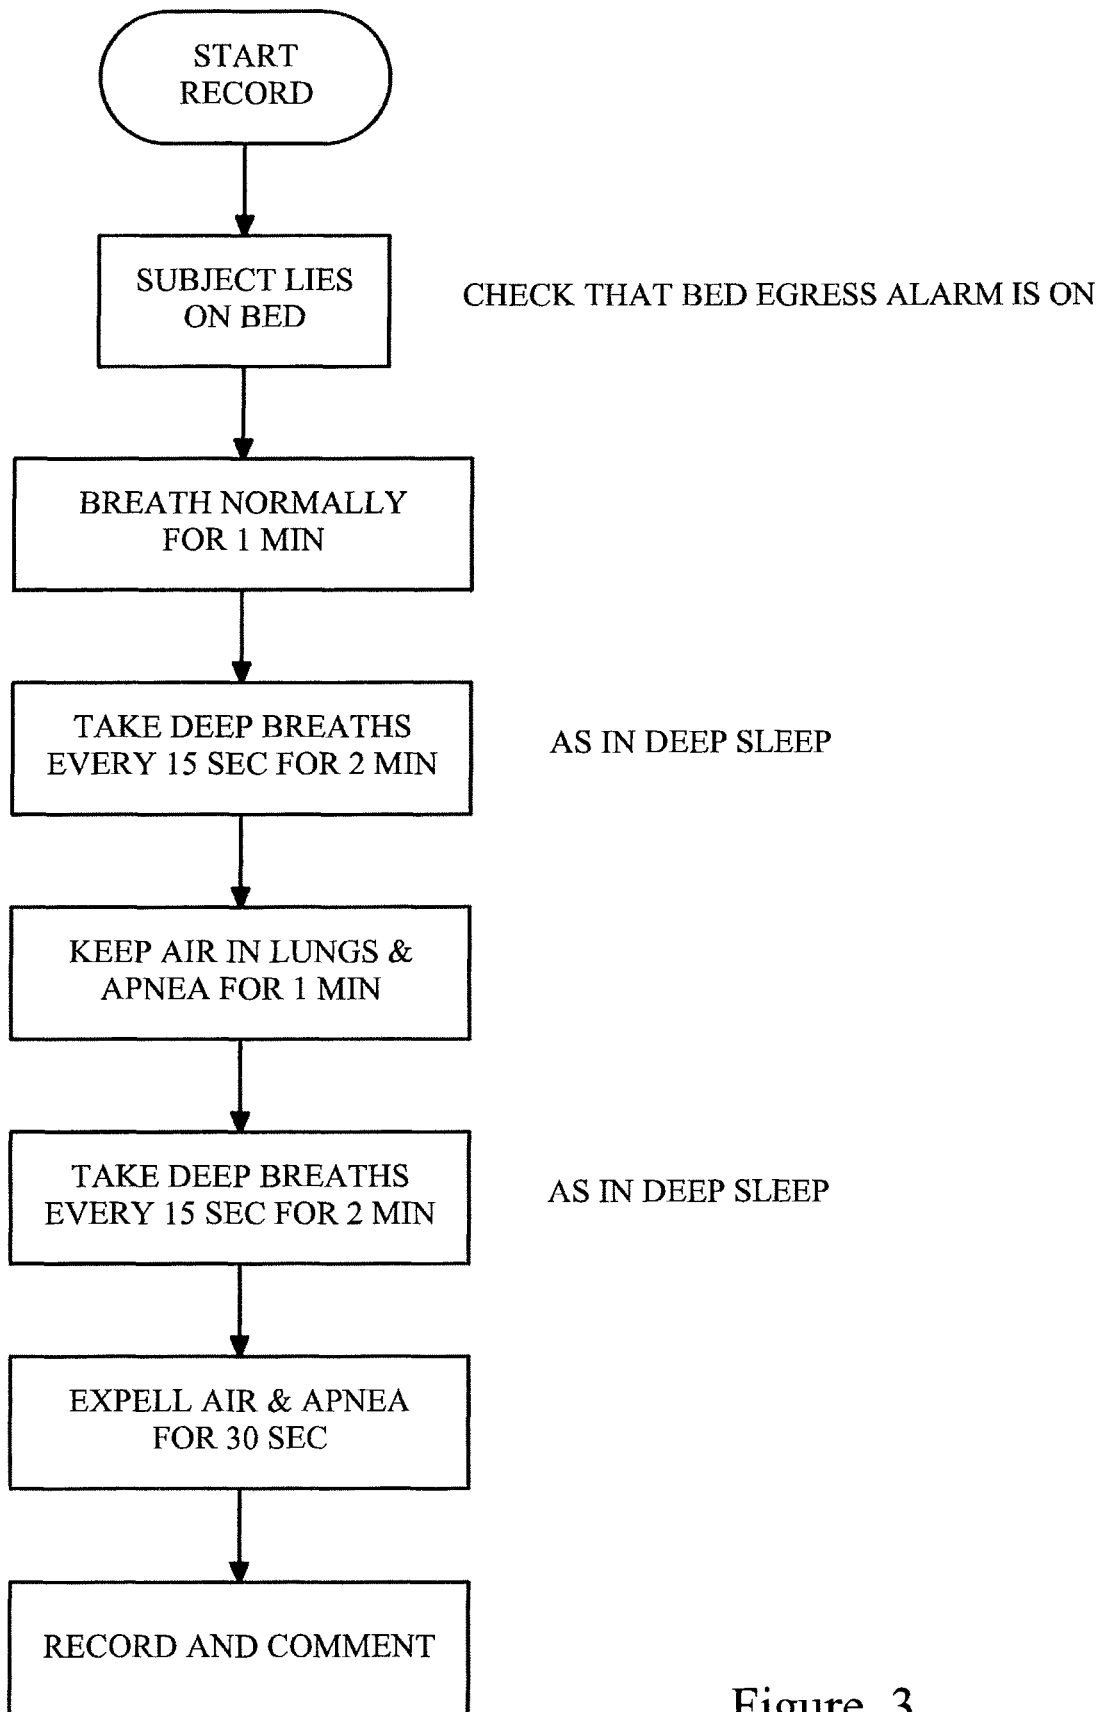 START
RECORD
SUBJECT LIES
ON BED
CHECK THAT BED EGRESS ALARM IS ON
BREATH NORMALLY
FOR 1 MIN
TAKE DEEP BREATHS
EVERY 15 SEC FOR 2 MIN
AS IN DEEP SLEEP
KEEP AIR IN LUNGS &
APNEA FOR 1 MIN
TAKE DEEP BREATHS
EVERY 15 SEC FOR 2 MIN
AS IN DEEP SLEEP
EXPELL AIR & APNEA
FOR 30 SEC
RECORD AND COMMENT
Figure 3